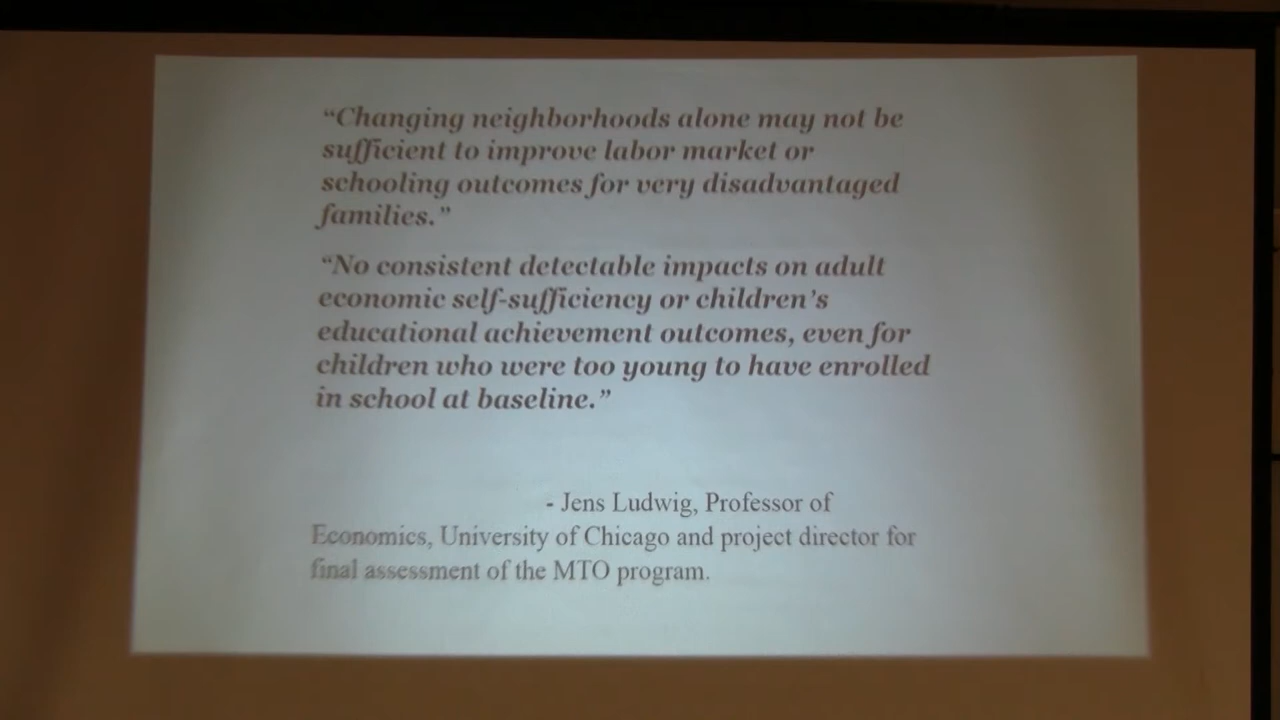 “Changing neighborhoods alone may not be
sufficient to improve labor market or
schooling outcomes for very disadvantaged
families.”
“No consistent detectable impacts on adult
economic self-sufficiency or children’s
educational achievement outcomes, even for
children who were too young to have enrolled
in school at baseline.”
- Jens Ludwig, Professor of
Economics, University of Chicago and project director for
final assessment of the MTO program.